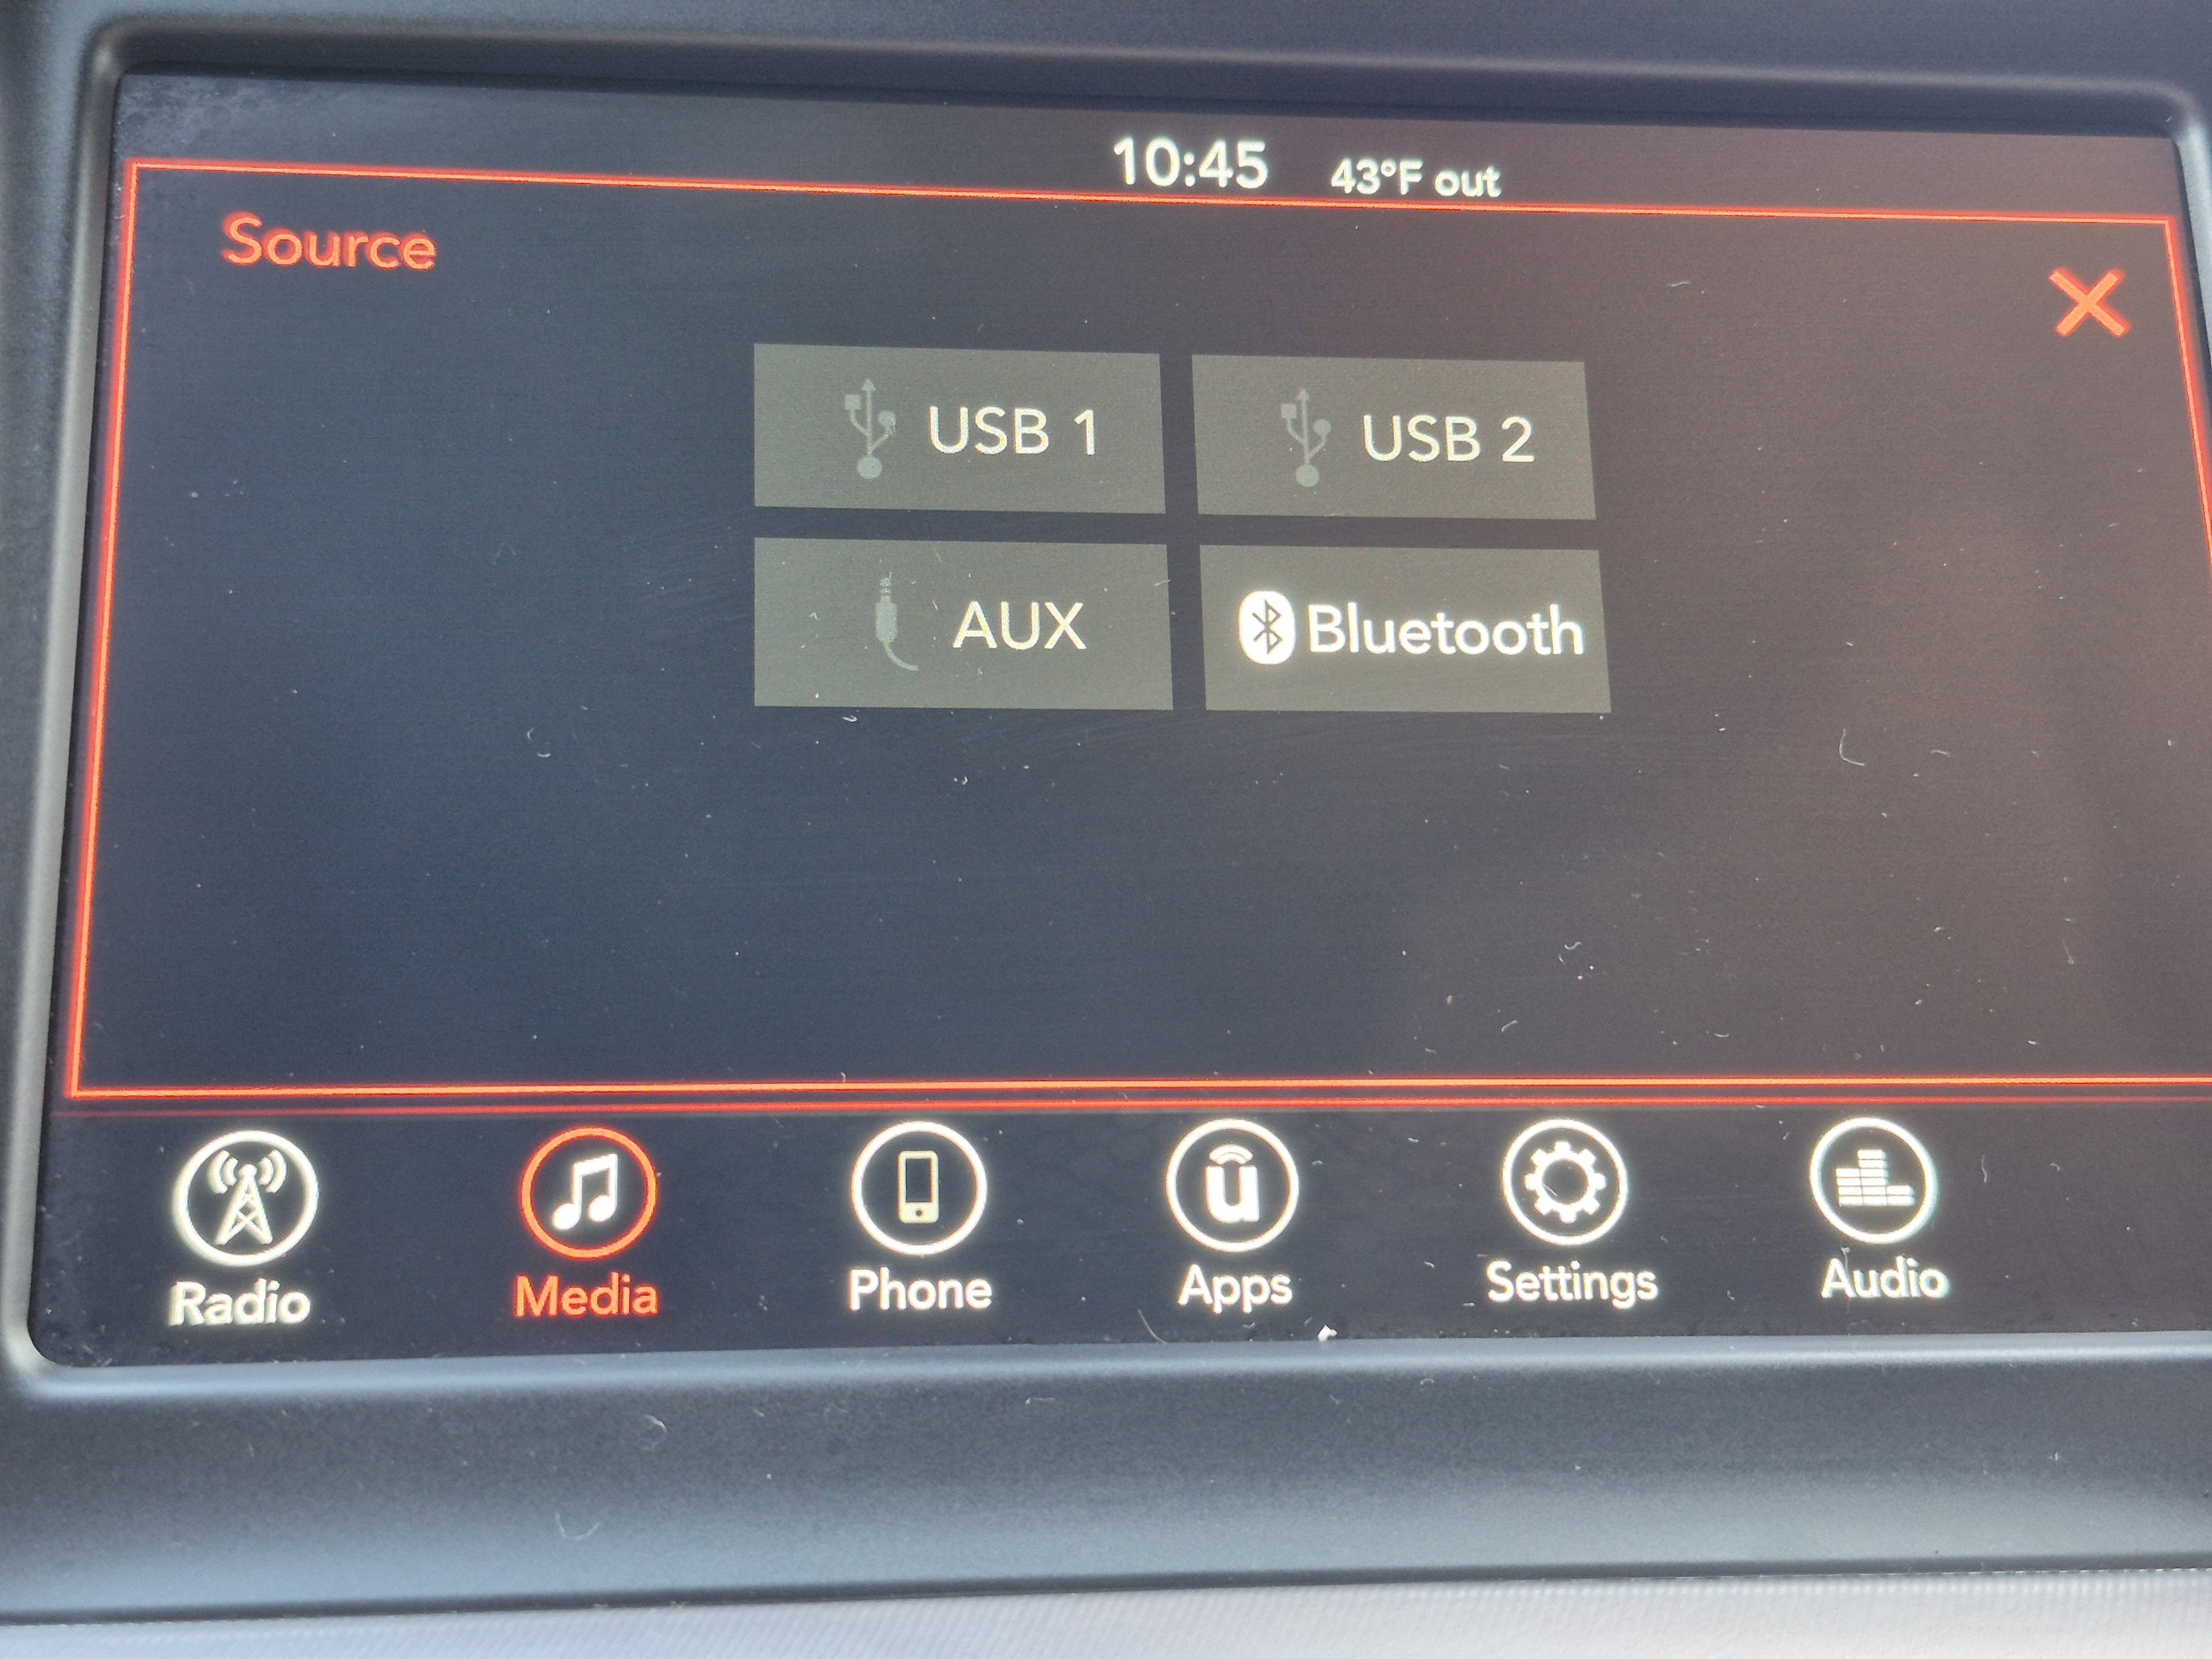 10:45 43°F out
Source
USB 1 USB 2
AUX Bluetooth
Radio Media Phone Apps Settings Audio